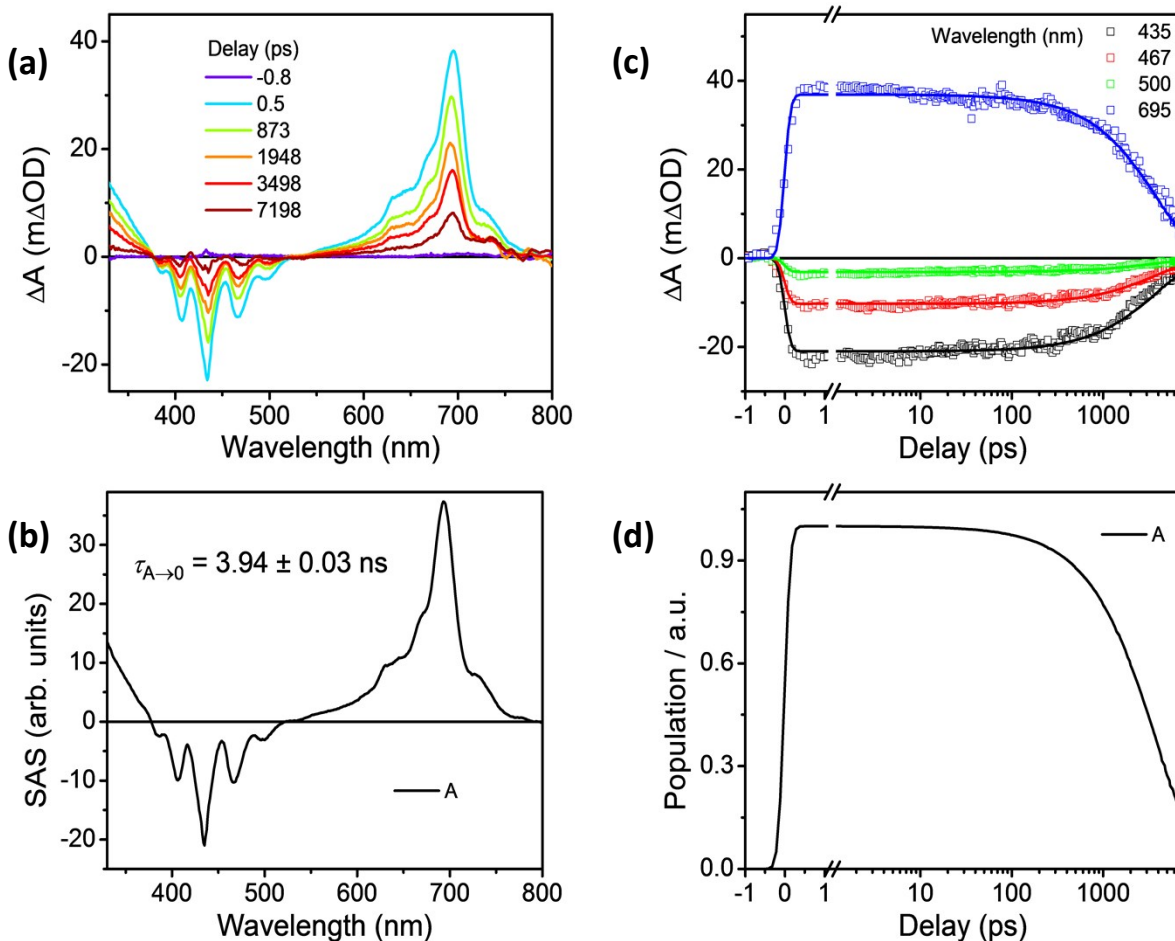 (a)
Delay (ps)
-0.8
0.5
873
1948
3498
7198
40
20
0
-20
ΔA (mΔOD)
400
500
600
700
800
Wavelength (nm)
(c)
Wavelength (nm)
435
467
500
695
40
20
0
-20
ΔA (mΔOD)
-1
0
1
10
100
1000
Delay (ps)
(b)
τA→0 = 3.94 ± 0.03 ns
30
20
10
0
-10
-20
SAS (arb. units)
A
400
500
600
700
800
Wavelength (nm)
(d)
A
0.9
0.6
0.3
0.0
Population / a.u.
-1
0
1
10
100
1000
Delay (ps)